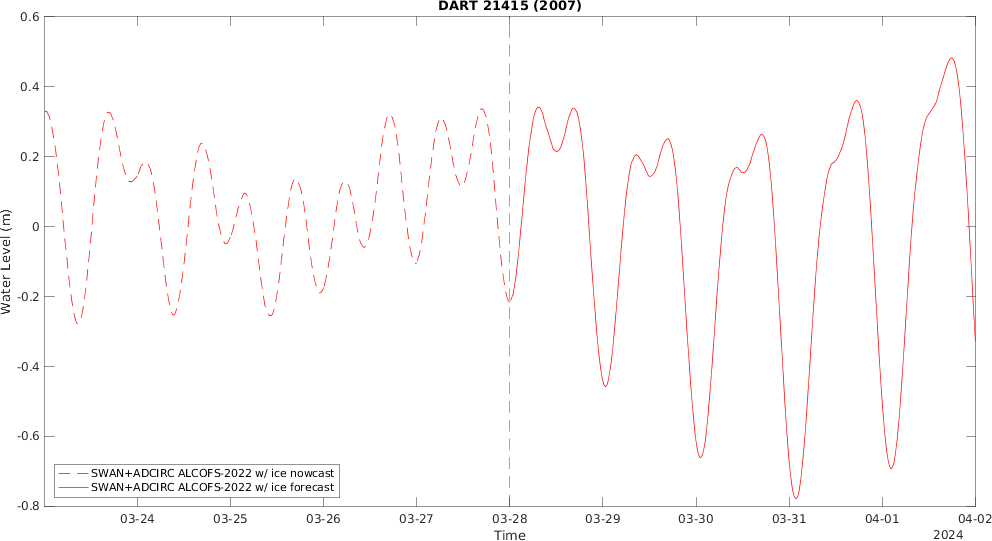 DART 21415 (2007)
0.6
0.4
0.2
0
-0.2
-0.4
-0.6
-0.8
Water Level (m)
SWAN+ADCIRC ALCOFS-2022 w/ ice nowcast
SWAN+ADCIRC ALCOFS-2022 w/ ice forecast
03-24 03-25 03-26 03-27 03-28 03-29 03-30 03-31 04-01 04-02
Time
2024